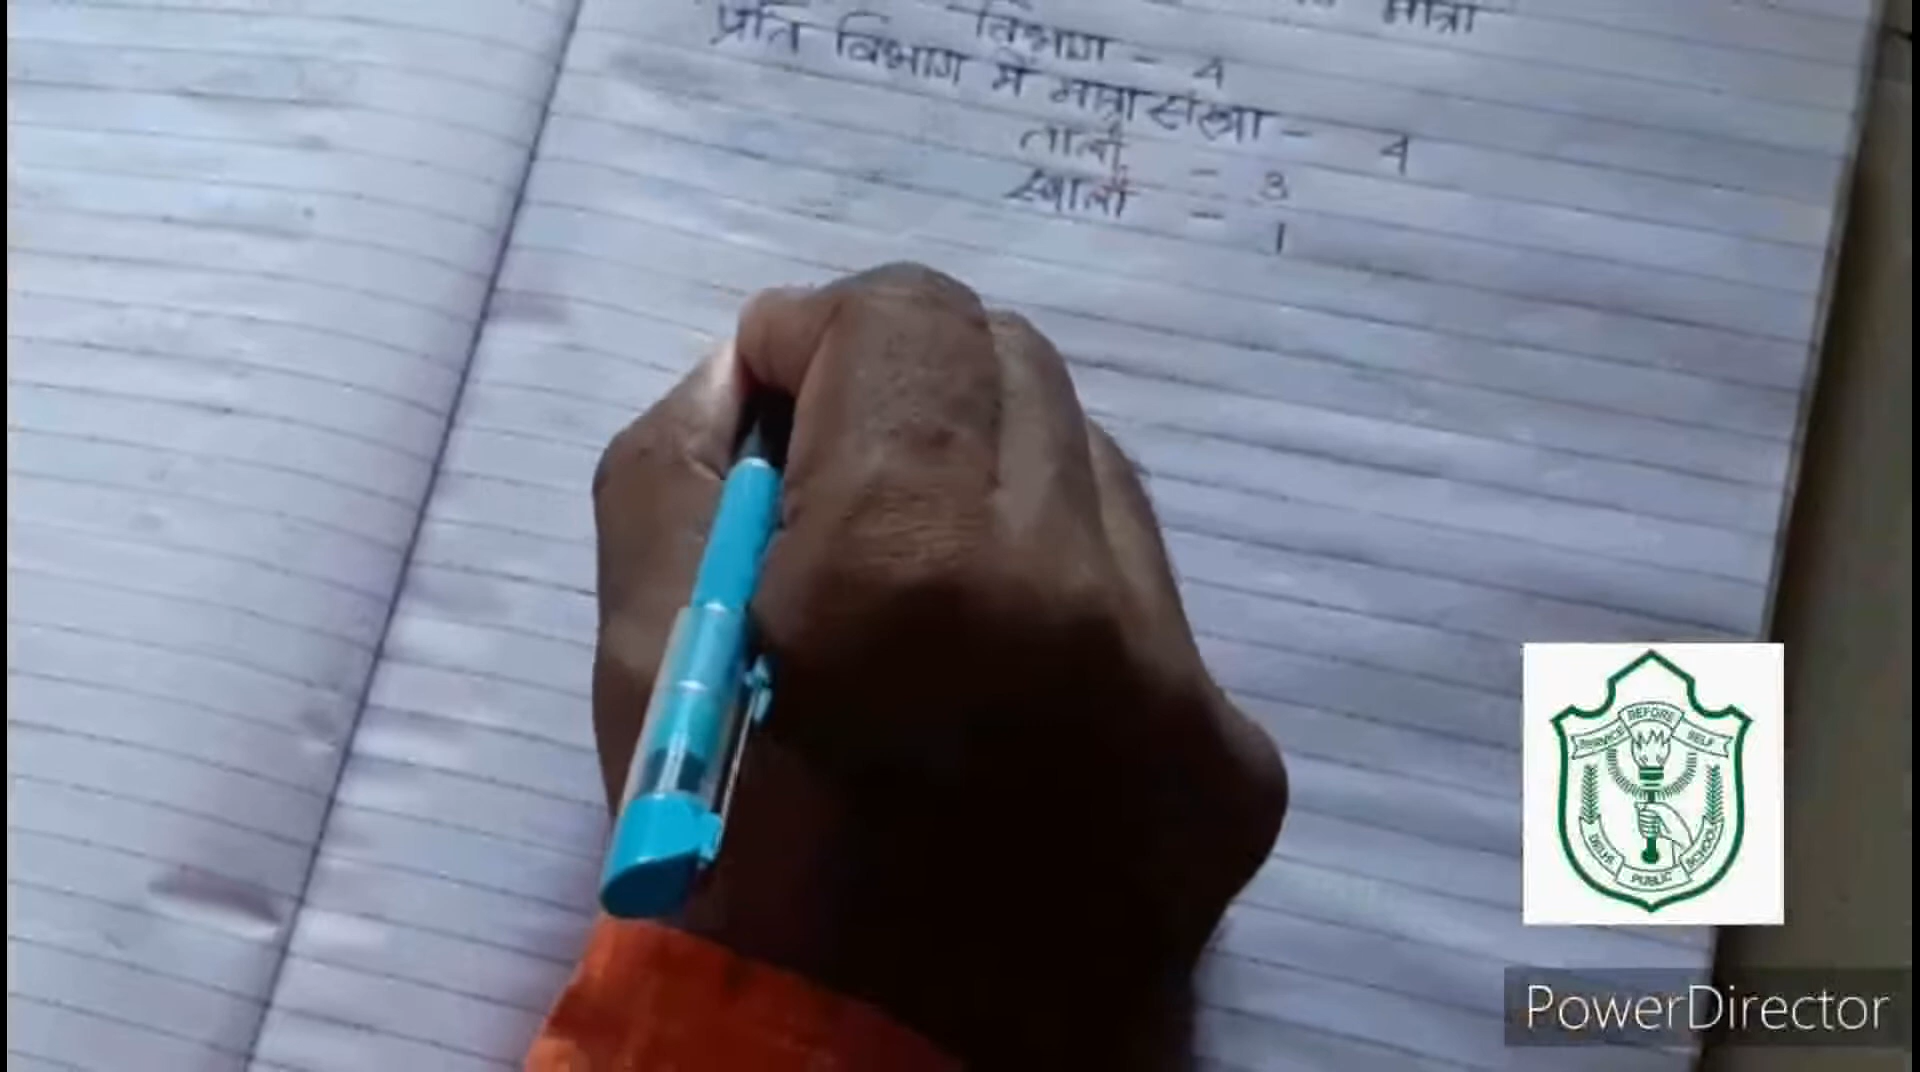 मात्रा
विभाग - 4
प्रति विभाग में मात्रा संख्या - 4
ताली - 3
खाली - 1
SERVICE BEFORE SELF
DELHI PUBLIC SCHOOL
PowerDirector